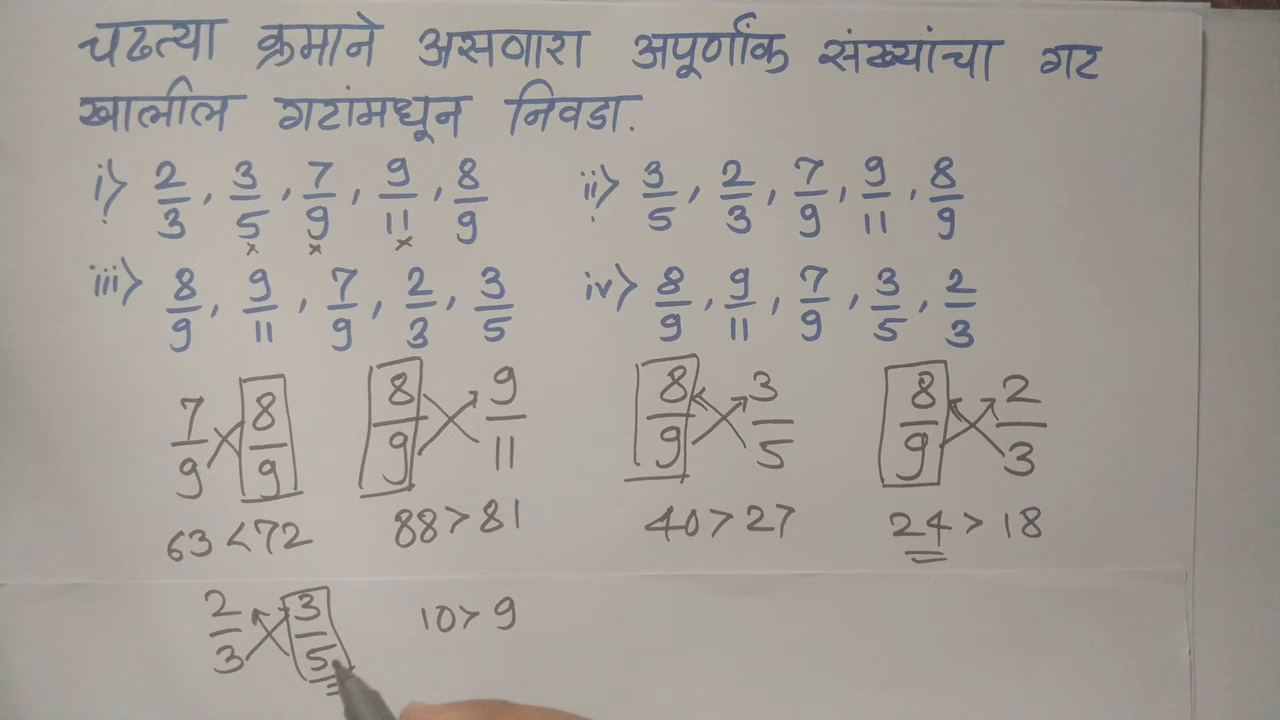 चढत्या क्रमाने असणारा अपूर्णांक संख्यांचा गट
खालील गटांमधून निवडा.
i) 2/3, 3/5, 7/9, 9/11, 8/9 ii) 3/5, 2/3, 7/9, 9/11, 8/9
x x x
iii) 8/9, 9/11, 7/9, 2/3, 3/5 iv) 8/9, 9/11, 7/9, 3/5, 2/3
7/9 8/9 8/9 9/11 8/9 3/5 8/9 2/3
63 < 72 88 > 81 40 > 27 24 > 18
2/3 3/5 10 > 9